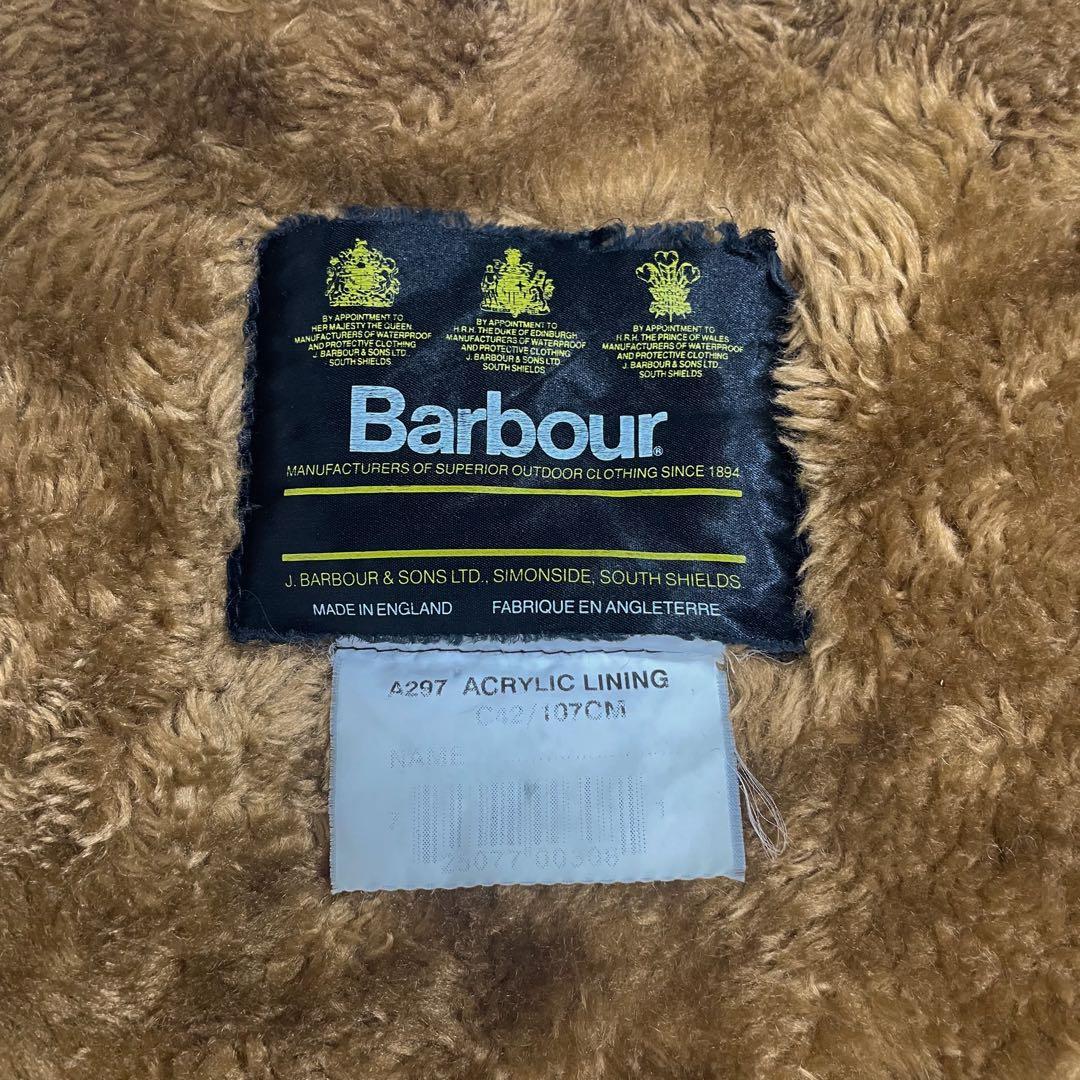 BY APPOINTMENT TO
HER MAJESTY THE QUEEN
MANUFACTURERS OF WATERPROOF
AND PROTECTIVE CLOTHING
J. BARBOUR & SONS LTD.
SOUTH SHIELDS
BY APPOINTMENT TO
H.R.H. THE DUKE OF EDINBURGH
MANUFACTURERS OF WATERPROOF
AND PROTECTIVE CLOTHING
J. BARBOUR & SONS LTD
SOUTH SHIELDS
BY APPOINTMENT TO
H.R.H. THE PRINCE OF WALES
MANUFACTURERS OF WATERPROOF
AND PROTECTIVE CLOTHING
J. BARBOUR & SONS LTD.
SOUTH SHIELDS
Barbour®
MANUFACTURERS OF SUPERIOR OUTDOOR CLOTHING SINCE 1894
J. BARBOUR & SONS LTD., SIMONSIDE, SOUTH SHIELDS
MADE IN ENGLAND FABRIQUE EN ANGLETERRE
A297 ACRYLIC LINING
C42/107CM
NAME